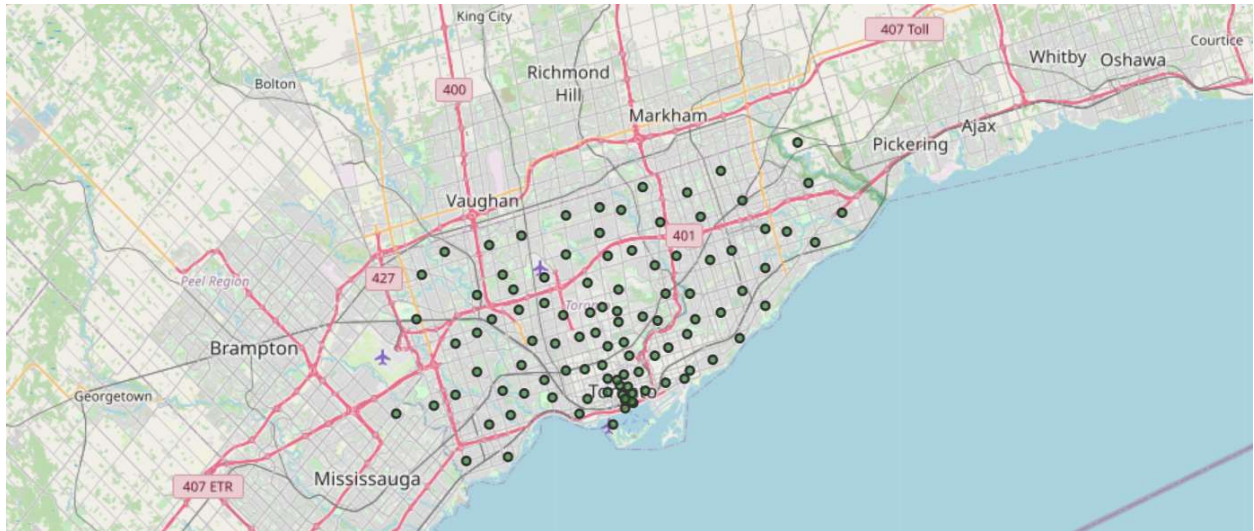 King City
407 Toll
Courtice
Whitby
Oshawa
Richmond
Hill
Bolton
400
Markham
Ajax
Pickering
Vaughan
401
427
Peel Region
Brampton
Georgetown
Mississauga
407 ETR